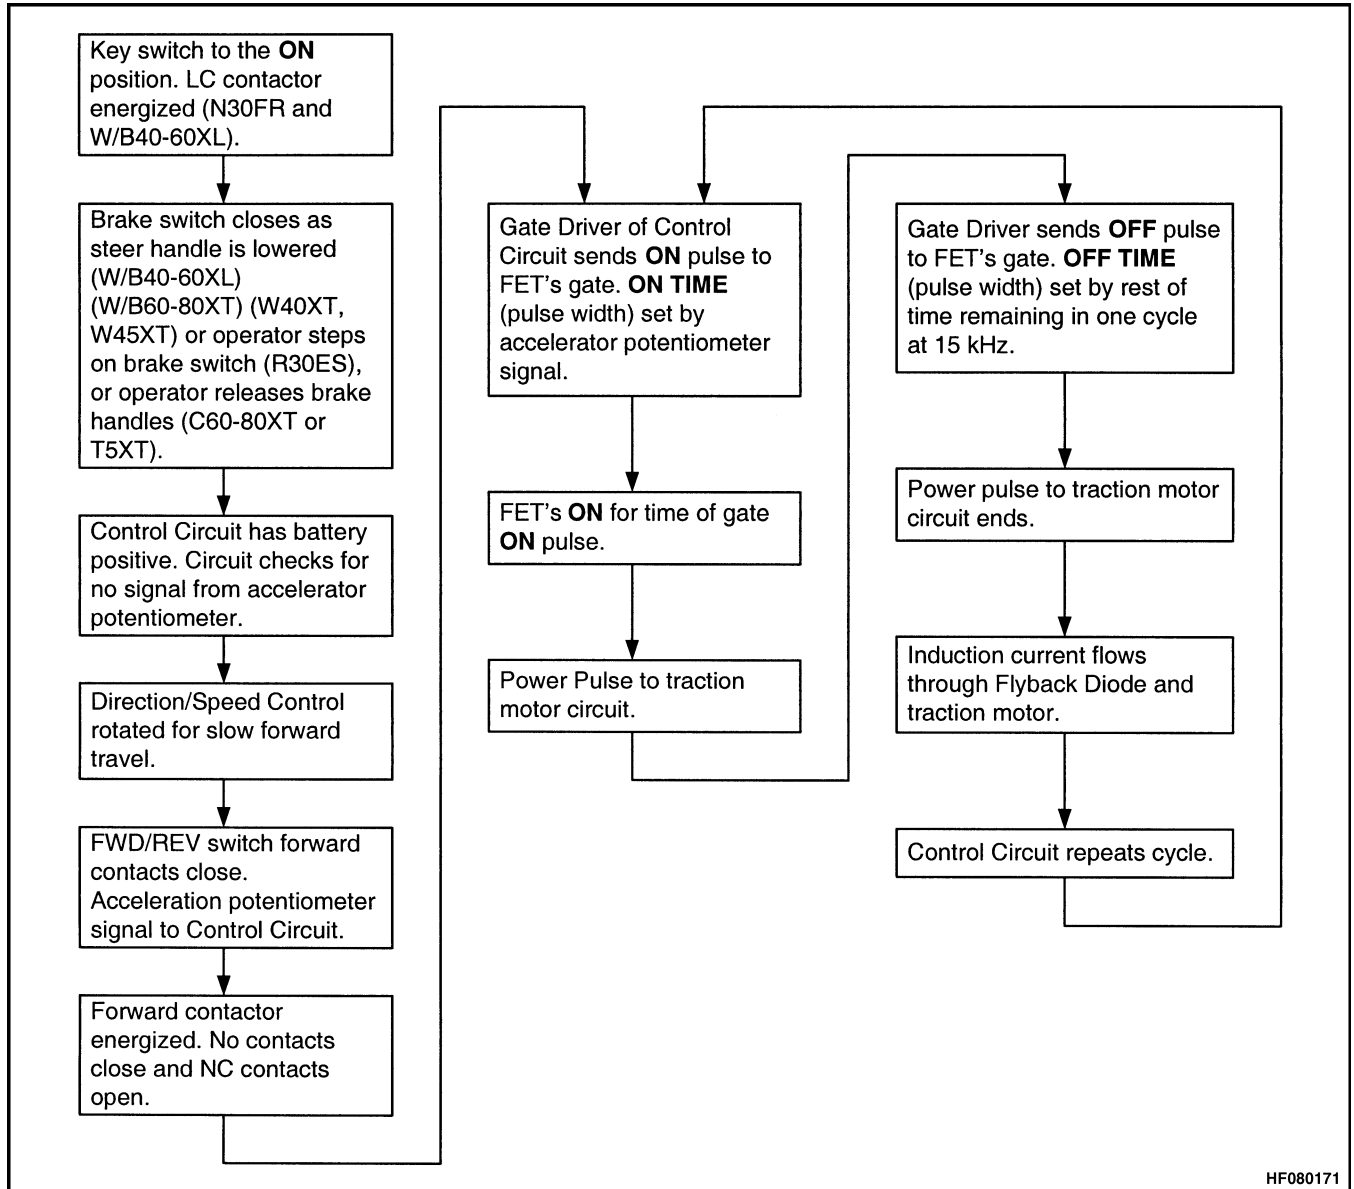 Key switch to the ON
position. LC contactor
energized (N30FR and
W/B40-60XL).
Brake switch closes as
steer handle is lowered
(W/B40-60XL)
(W/B60-80XT) (W40XT,
W45XT) or operator steps
on brake switch (R30ES),
or operator releases brake
handles (C60-80XT or
T5XT).
Control Circuit has battery
positive. Circuit checks for
no signal from accelerator
potentiometer.
Direction/Speed Control
rotated for slow forward
travel.
FWD/REV switch forward
contacts close.
Acceleration potentiometer
signal to Control Circuit.
Forward contactor
energized. No contacts
close and NC contacts
open.
Gate Driver of Control
Circuit sends ON pulse to
FET's gate. ON TIME
(pulse width) set by
accelerator potentiometer
signal.
FET's ON for time of gate
ON pulse.
Power Pulse to traction
motor circuit.
Gate Driver sends OFF pulse
to FET's gate. OFF TIME
(pulse width) set by rest of
time remaining in one cycle
at 15 kHz.
Power pulse to traction motor
circuit ends.
Induction current flows
through Flyback Diode and
traction motor.
Control Circuit repeats cycle.
HF080171